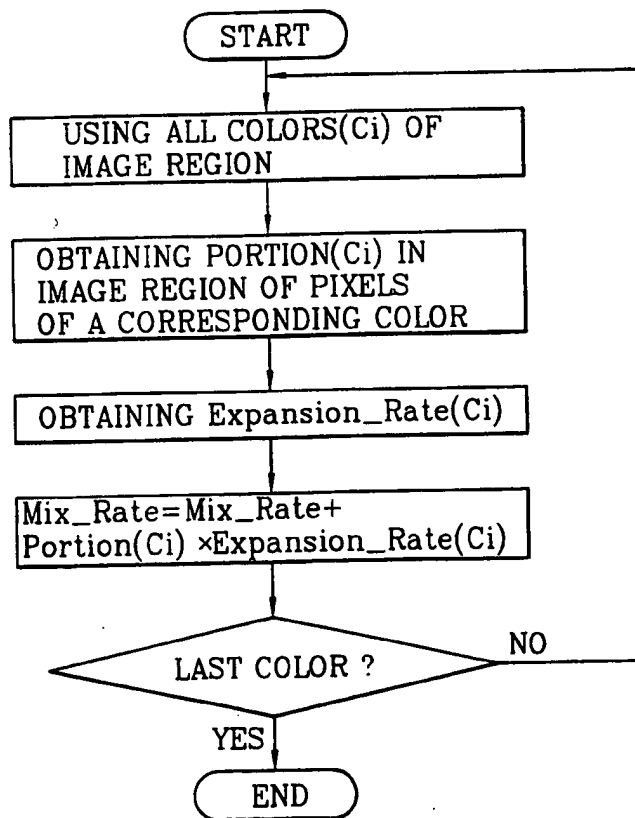 START
USING ALL COLORS(Ci) OF
IMAGE REGION
OBTAINING PORTION(Ci) IN
IMAGE REGION OF PIXELS
OF A CORRESPONDING COLOR
OBTAINING Expansion_Rate(Ci)
Mix_Rate=Mix_Rate+
Portion(Ci) ×Expansion_Rate(Ci)
LAST COLOR ?
NO
YES
END